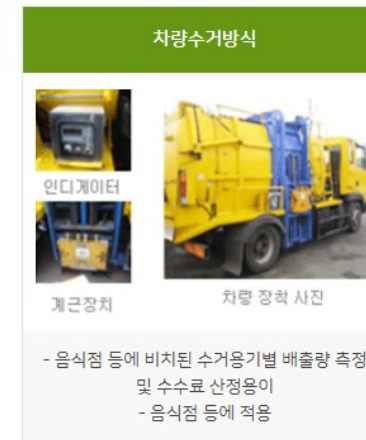 차량수거방식
인디게이터
계근장치
차량 장착 사진
- 음식점 등에 비치된 수거용기별 배출량 측정
및 수수료 산정용이
- 음식점 등에 적용